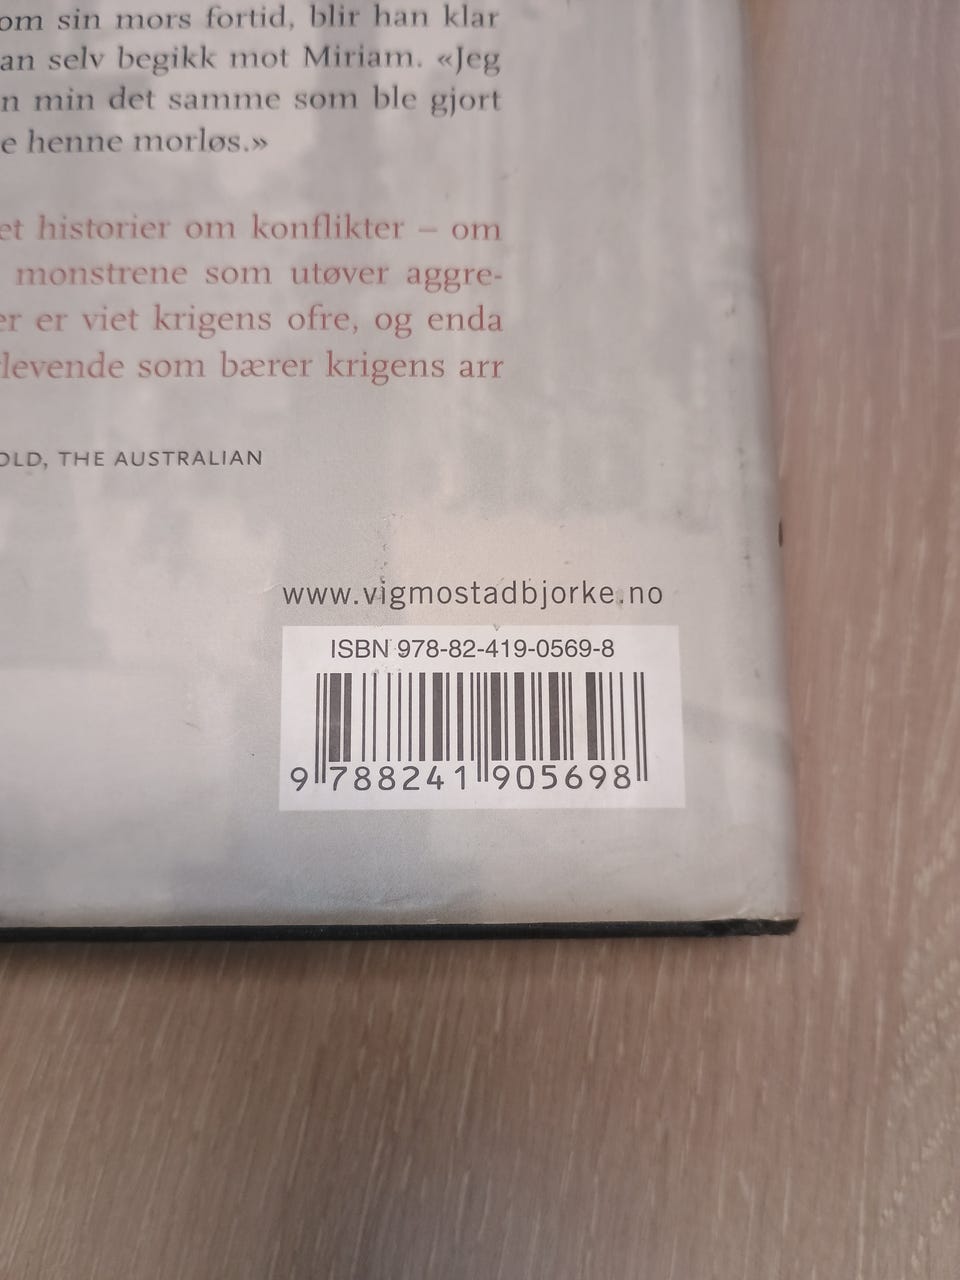 om sin mors fortid, blir han klar
an selv begikk mot Miriam. «Jeg
n min det samme som ble gjort
e henne morløs.»
et historier om konflikter – om
monstrene som utøver aggre-
er er viet krigens ofre, og enda
levende som bærer krigens arr
OLD, THE AUSTRALIAN
www.vigmostadbjorke.no
ISBN 978-82-419-0569-8
9 788241 905698